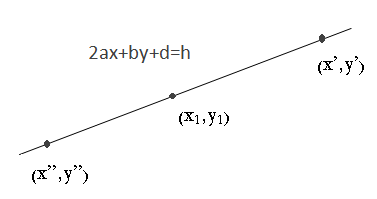 2ax+by+d=h
(x’,y’)
(x₁,y₁)
(x”,y”)